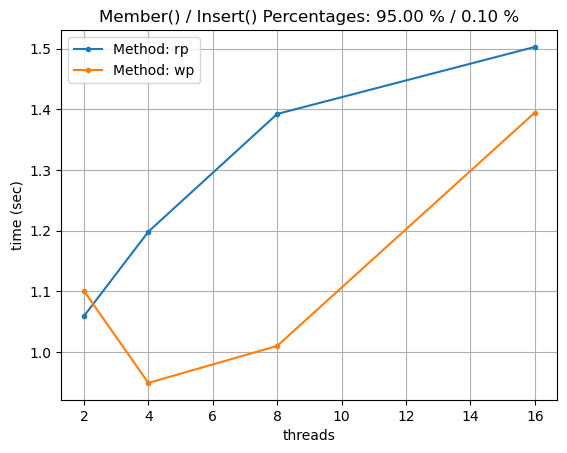 Member() / Insert() Percentages: 95.00 % / 0.10 %
Method: rp
Method: wp
time (sec)
1.5
1.4
1.3
1.2
1.1
1.0
2 4 6 8 10 12 14 16
threads